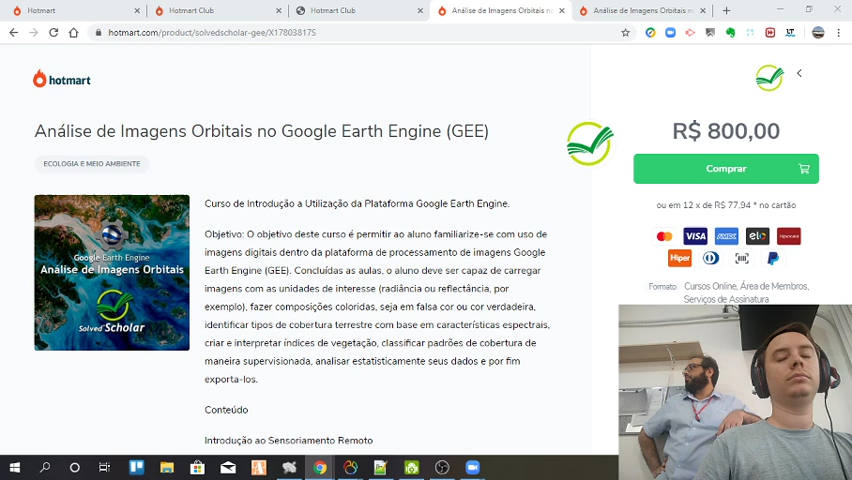 Hotmart
Hotmart Club
Hotmart Club
Análise de Imagens Orbitais no
Análise de Imagens Orbitais n
hotmart.com/product/solvedscholar-gee/X17803817S
hotmart
Análise de Imagens Orbitais no Google Earth Engine (GEE)
ECOLOGIA E MEIO AMBIENTE
Google Earth Engine
Análise de Imagens Orbitais
Solved Scholar
Curso de Introdução a Utilização da Plataforma Google Earth Engine.
Objetivo: O objetivo deste curso é permitir ao aluno familiarize-se com uso de
imagens digitais dentro da plataforma de processamento de imagens Google
Earth Engine (GEE). Concluídas as aulas, o aluno deve ser capaz de carregar
imagens com as unidades de interesse (radiância ou reflectância, por
exemplo), fazer composições coloridas, seja em falsa cor ou cor verdadeira,
identificar tipos de cobertura terrestre com base em características espectrais,
criar e interpretar índices de vegetação, classificar padrões de cobertura de
maneira supervisionada, analisar estatisticamente seus dados e por fim
exporta-los.
Conteúdo
Introdução ao Sensoriamento Remoto
R$ 800,00
Comprar
ou em 12 x de R$ 77,94 * no cartão
VISA
AMEX
elo
Hipercard
Hiper
Formato
Cursos Online, Área de Membros,
Serviços de Assinatura